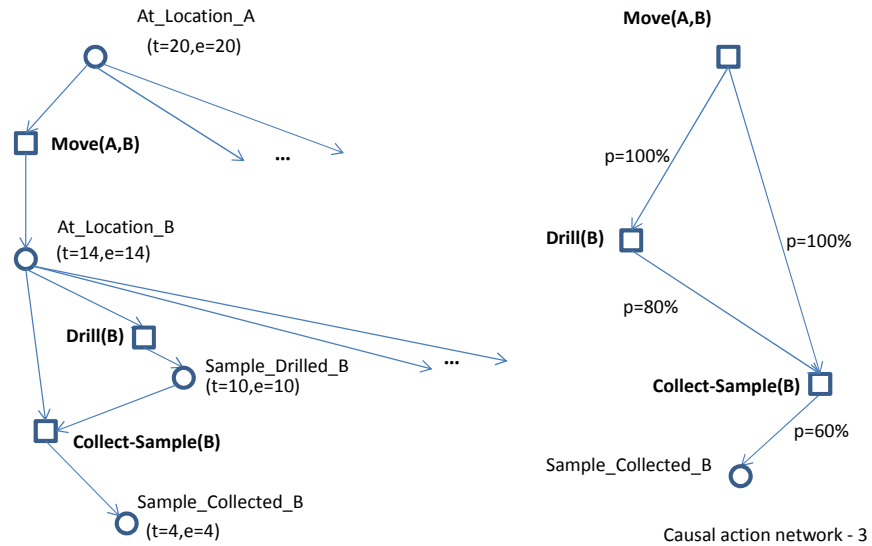 At_Location_A
(t=20,e=20)
Move(A,B)
...
At_Location_B
(t=14,e=14)
Drill(B)
...
Sample_Drilled_B
(t=10,e=10)
Collect-Sample(B)
Sample_Collected_B
(t=4,e=4)
Move(A,B)
p=100%
Drill(B)
p=100%
p=80%
Collect-Sample(B)
p=60%
Sample_Collected_B
Causal action network - 3